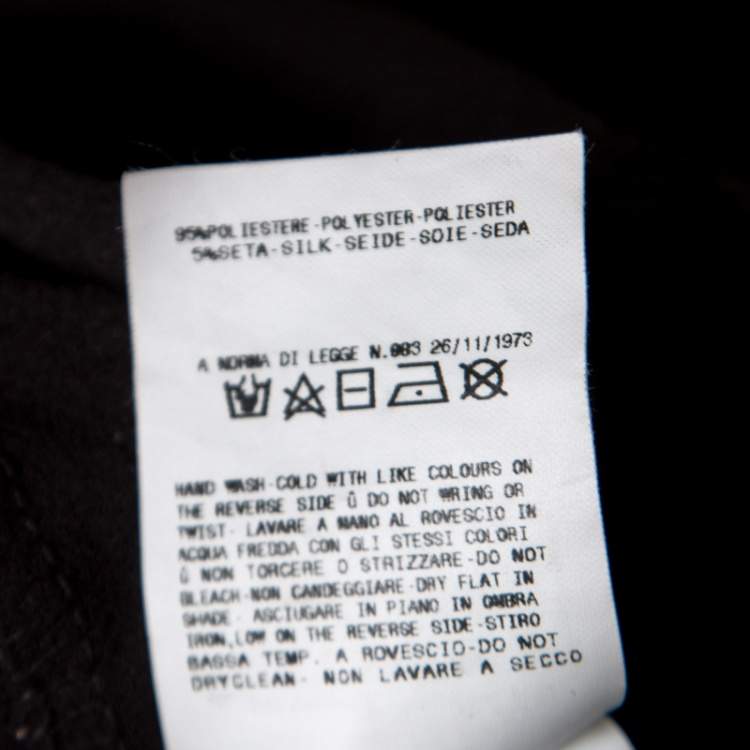 95%POLIESTERE-POLYESTER-POLIESTER
5%SETA-SILK-SEIDE-SOIE-SEDA
A NORMA DI LEGGE N.883 26/11/1973
HAND WASH-COLD WITH LIKE COLOURS ON
THE REVERSE SIDE Û DO NOT WRING OR
TWIST- LAVARE A MANO AL ROVESCIO IN
ACQUA FREDDA CON GLI STESSI COLORI
Û NON TORCERE O STRIZZARE-DO NOT
BLEACH-NON CANDEGGIARE-DRY FLAT IN
SHADE- ASCIUGARE IN PIANO IN OMBRA
IRON,LOW ON THE REVERSE SIDE-STIRO
BASSA TEMP. A ROVESCIO-DO NOT
DRYCLEAN- NON LAVARE A SECCO